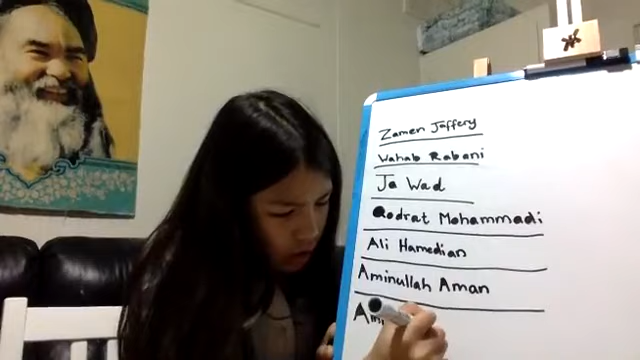 Zamen Jaffery
Wahab Rabani
Ja Wad
Qodrat Mohammadi
Ali Hamedian
Aminullah Aman